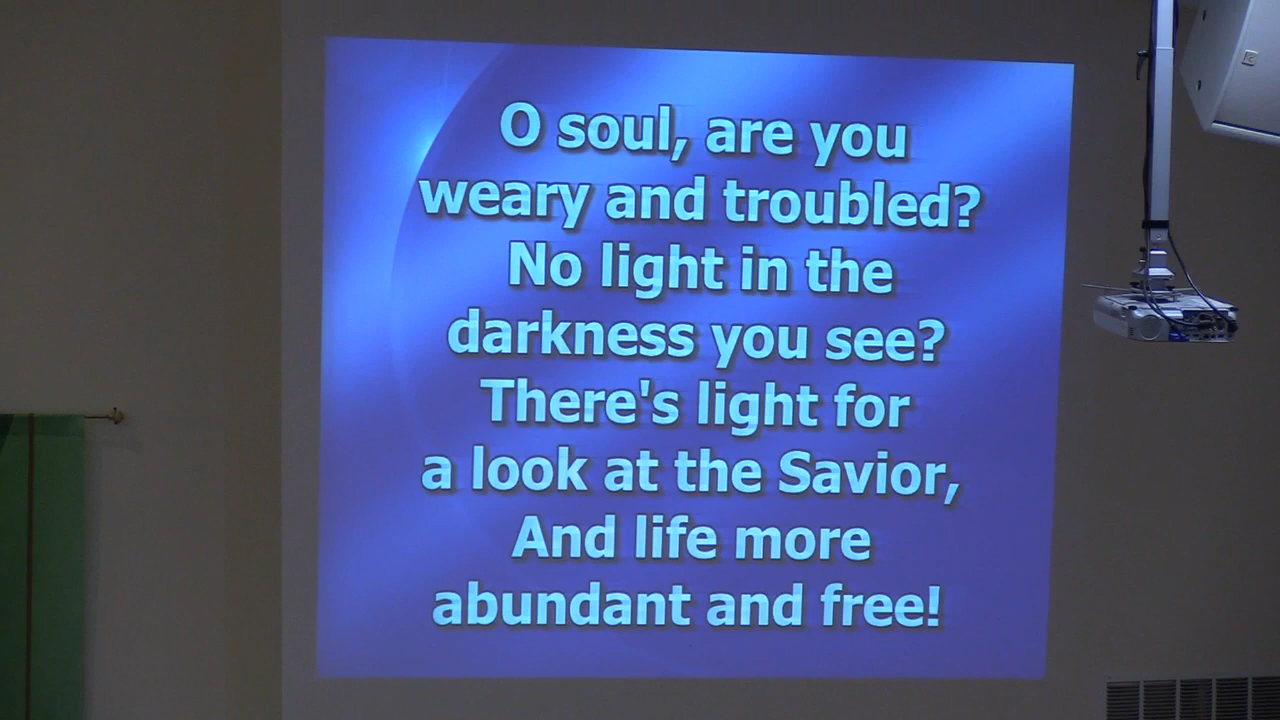 O soul, are you
weary and troubled?
No light in the
darkness you see?
There's light for
a look at the Savior,
And life more
abundant and free!